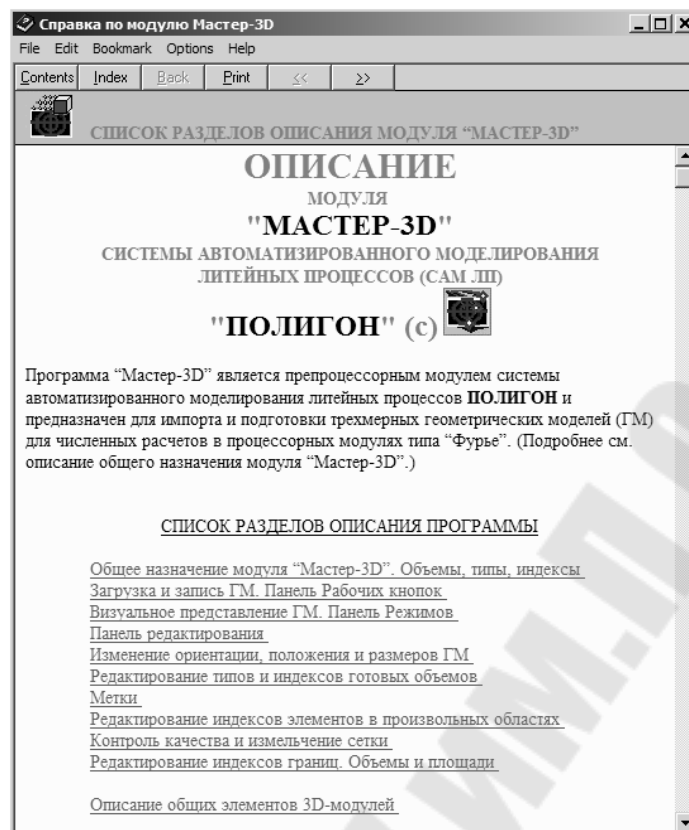 Справка по модулю Мастер-3D
File Edit Bookmark Options Help
Contents Index Back Print << >>
СПИСОК РАЗДЕЛОВ ОПИСАНИЯ МОДУЛЯ “МАСТЕР-3D”
ОПИСАНИЕ
МОДУЛЯ
"МАСТЕР-3D"
СИСТЕМЫ АВТОМАТИЗИРОВАННОГО МОДЕЛИРОВАНИЯ
ЛИТЕЙНЫХ ПРОЦЕССОВ (САМ ЛП)
"ПОЛИГОН" (с)
Программа “Мастер-3D” является препроцессорным модулем системы
автоматизированного моделирования литейных процессов ПОЛИГОН и
предназначен для импорта и подготовки трехмерных геометрических моделей (ГМ)
для численных расчетов в процессорных модулях типа “Фурье”. (Подробнее см.
описание общего назначения модуля “Мастер-3D”.)
СПИСОК РАЗДЕЛОВ ОПИСАНИЯ ПРОГРАММЫ
Общее назначение модуля “Мастер-3D”. Объемы, типы, индексы
Загрузка и запись ГМ. Панель Рабочих кнопок
Визуальное представление ГМ. Панель Режимов
Панель редактирования
Изменение ориентации, положения и размеров ГМ
Редактирование типов и индексов готовых объемов
Метки
Редактирование индексов элементов в произвольных областях
Контроль качества и измельчение сетки
Редактирование индексов границ. Объемы и площади
Описание общих элементов 3D-модулей